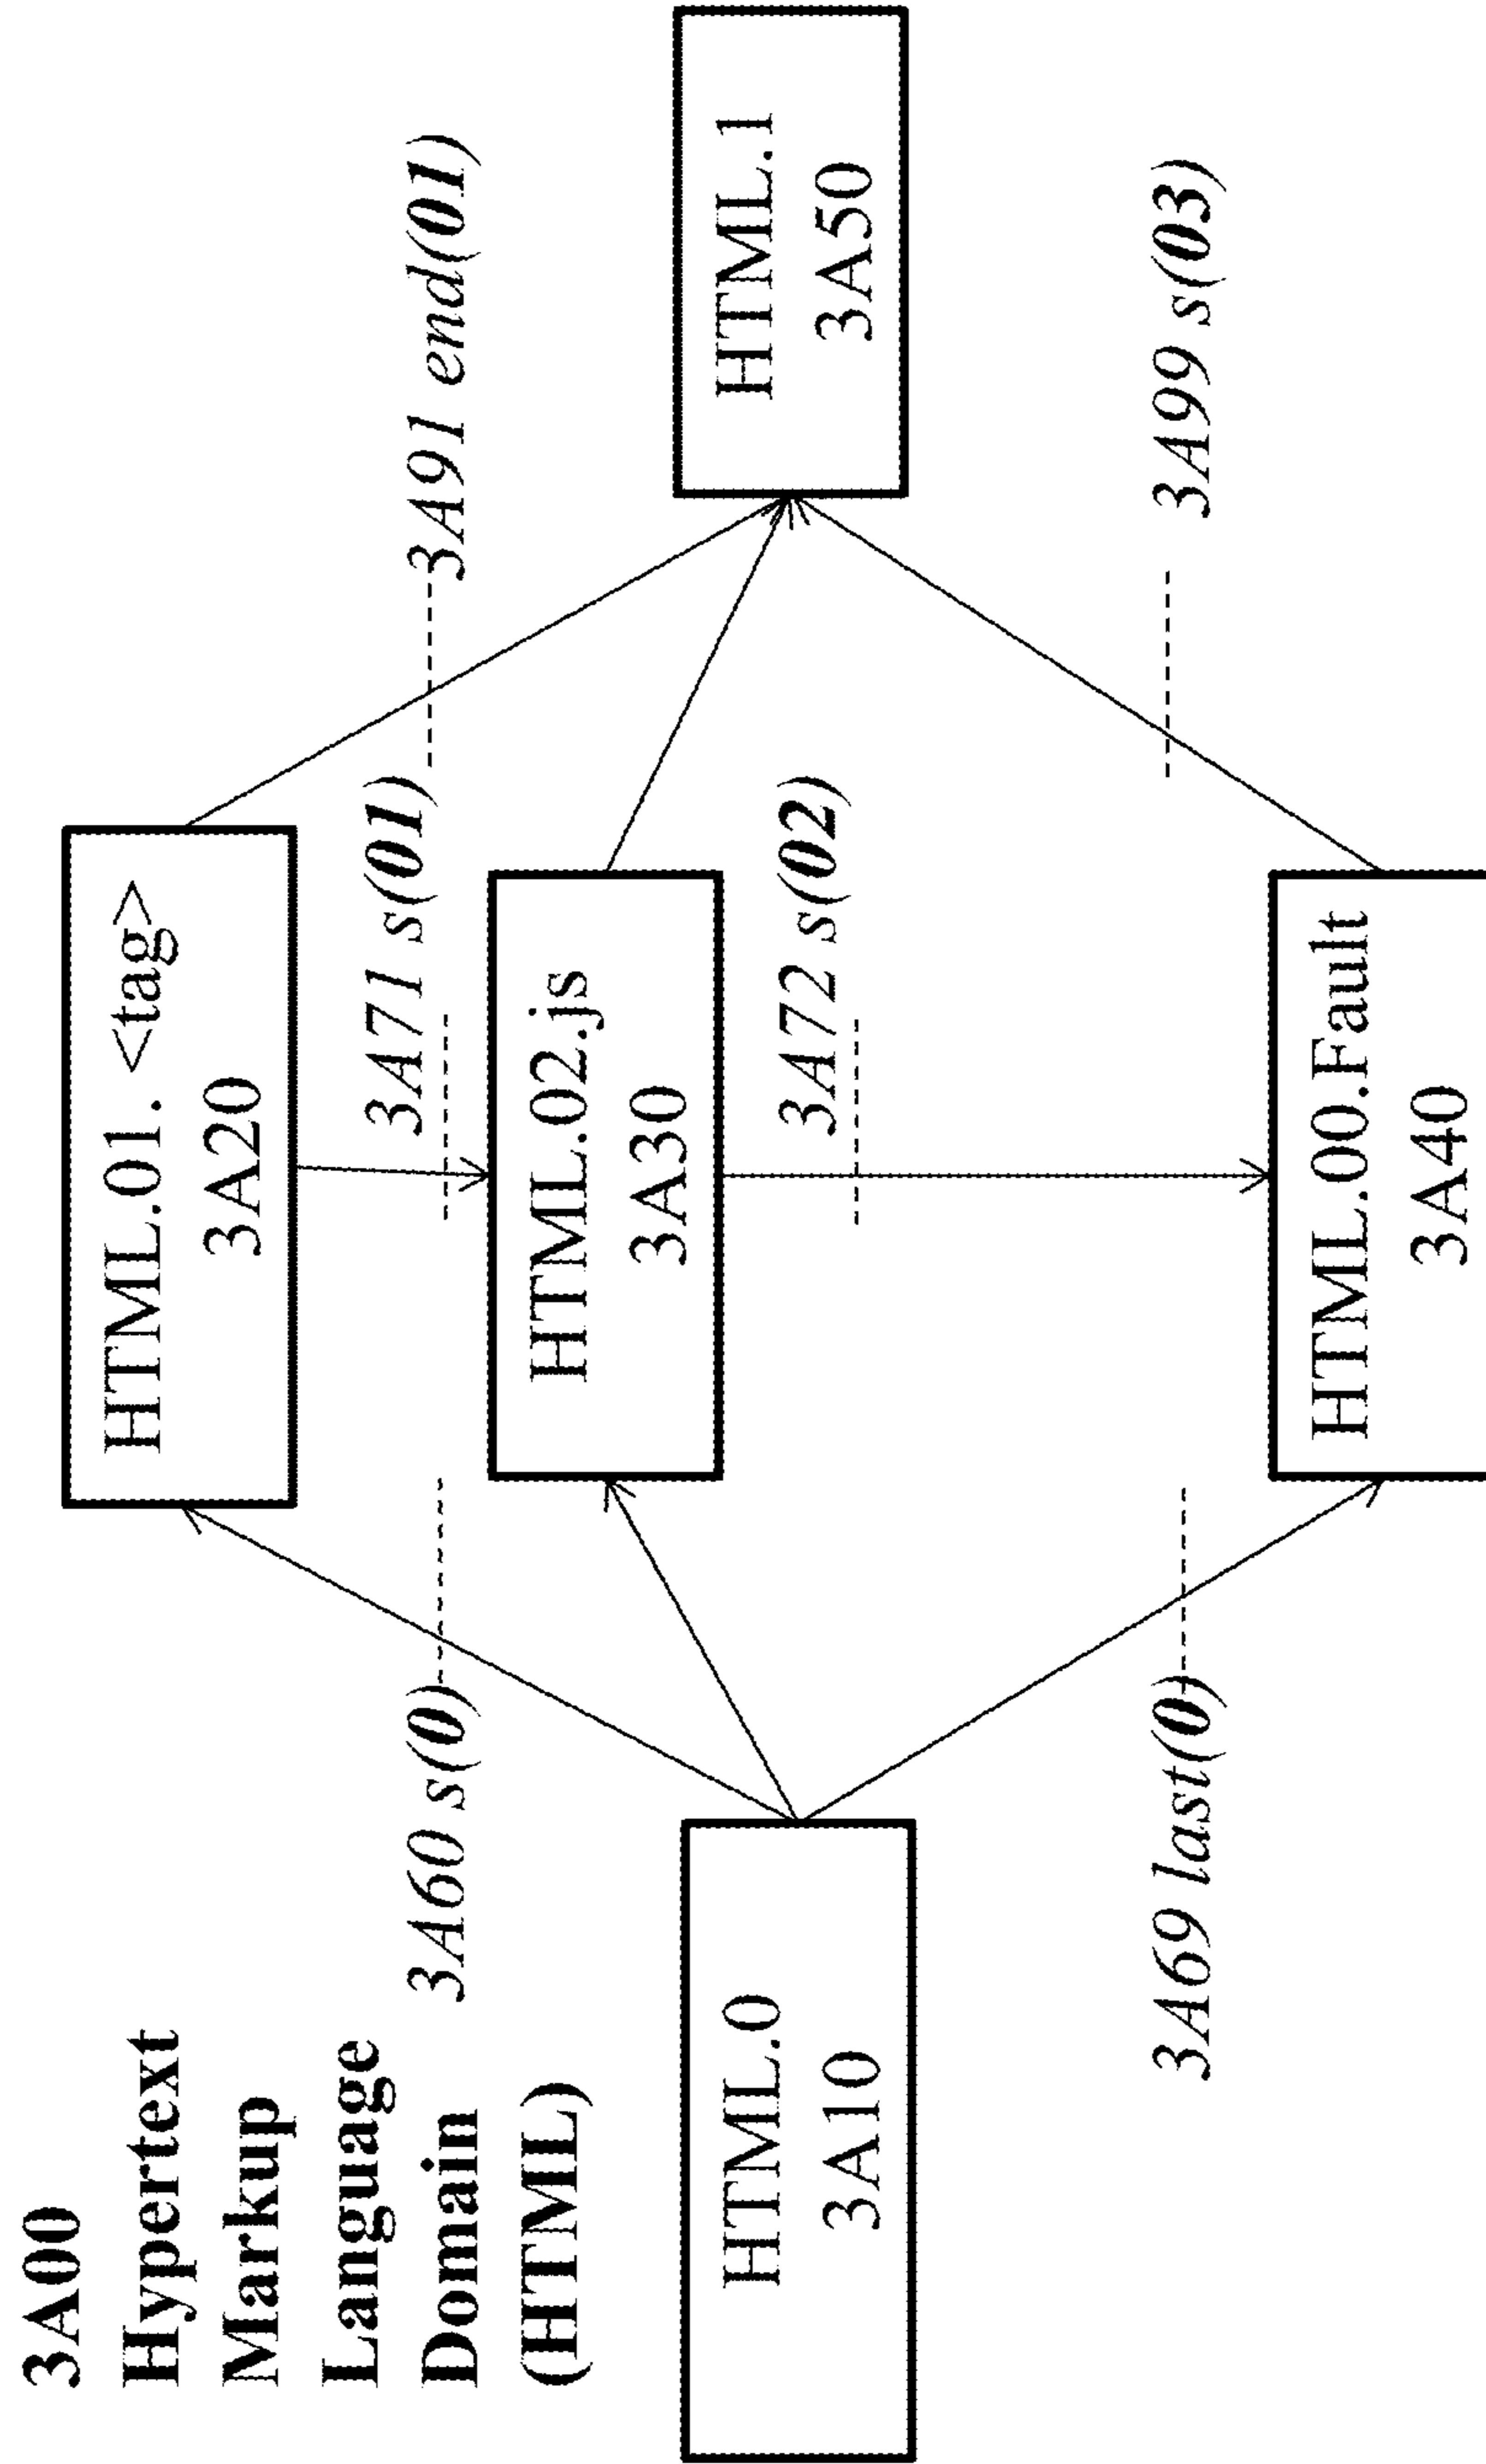 3A00
Hypertext
Markup
Language
Domain
(HTML)
HTML.01. <tag>
3A20
3A60 s(0)
3A71 s(01)
3A91 end(01)
HTML.02.js
3A30
HTML.0
3A10
HTML.1
3A50
3A72 s(02)
3A69 last(0)
3A99 s(03)
HTML.00.Fault
3A40